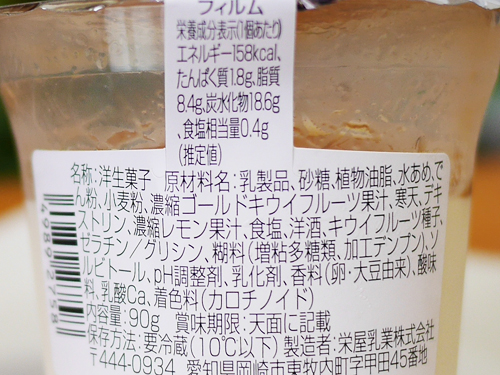 フィルム
栄養成分表示(1個あたり)
エネルギー158kcal、
たんぱく質1.8g、脂質
8.4g、炭水化物18.6g
、食塩相当量0.4g
(推定値)
名称:洋生菓子 原材料名:乳製品、砂糖、植物油脂、水あめ、で
ん粉、小麦粉、濃縮ゴールドキウイフルーツ果汁、寒天、デキ
ストリン、濃縮レモン果汁、食塩、洋酒、キウイフルーツ種子、
ゼラチン/グリシン、糊料(増粘多糖類、加工デンプン)、ソ
ルビトール、pH調整剤、乳化剤、香料(卵・大豆由来)、酸味
料、乳酸Ca、着色料(カロチノイド)
内容量:90g 賞味期限:天面に記載
保存方法:要冷蔵(10℃以下) 製造者:栄屋乳業株式会社
〒444-0934 愛知県岡崎市東牧内町字甲田45番地